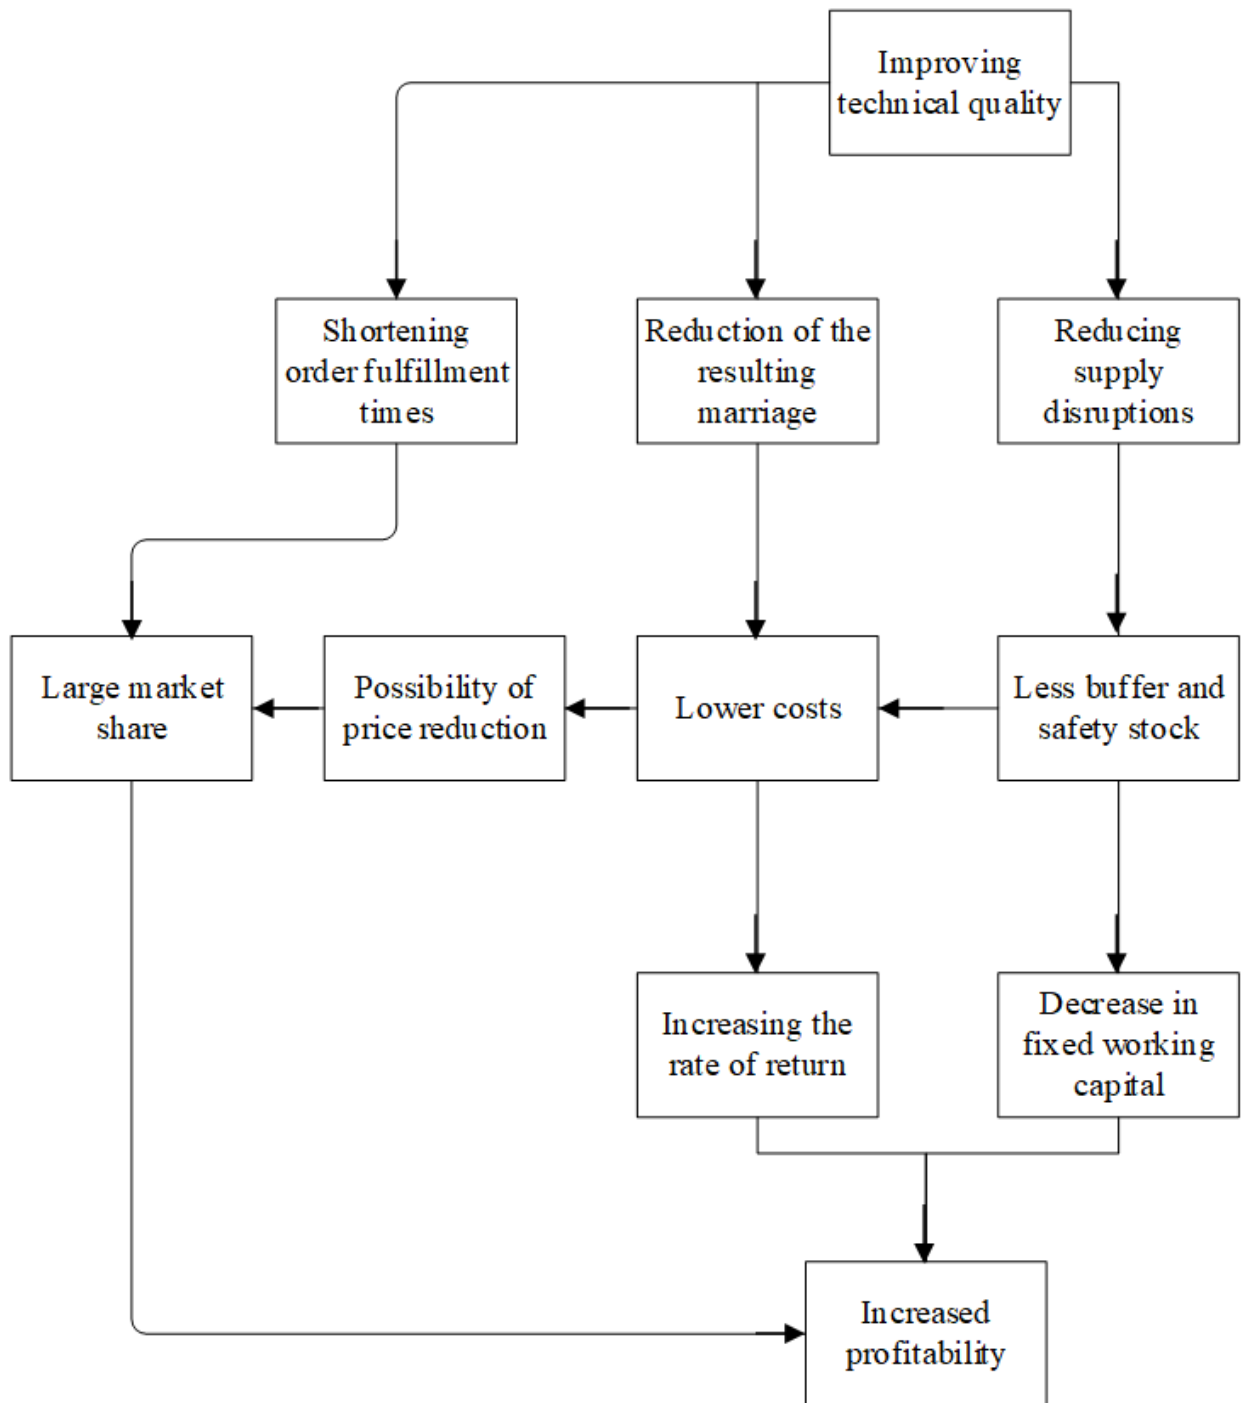 Improving
technical quality
Shortening
order fulfillment
times
Reduction of the
resulting
marriage
Reducing
supply
disruptions
Large market
share
Possibility of
price reduction
Lower costs
Less buffer and
safety stock
Increasing the
rate of return
Decrease in
fixed working
capital
Increased
profitability